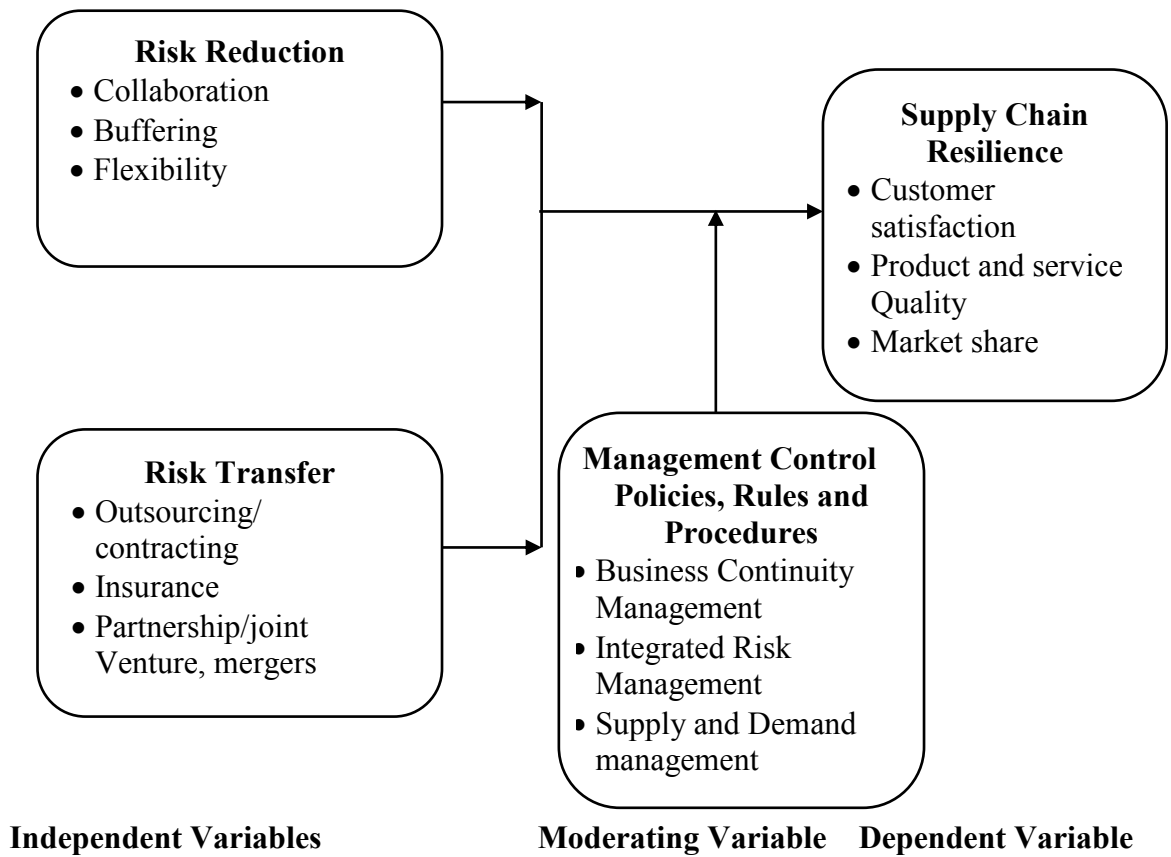 Risk Reduction
• Collaboration
• Buffering
• Flexibility
Supply Chain
Resilience
• Customer
satisfaction
• Product and service
Quality
• Market share
Risk Transfer
• Outsourcing/
contracting
• Insurance
• Partnership/joint
Venture, mergers
Management Control
Policies, Rules and
Procedures
• Business Continuity
Management
• Integrated Risk
Management
• Supply and Demand
management
Independent Variables
Moderating Variable
Dependent Variable